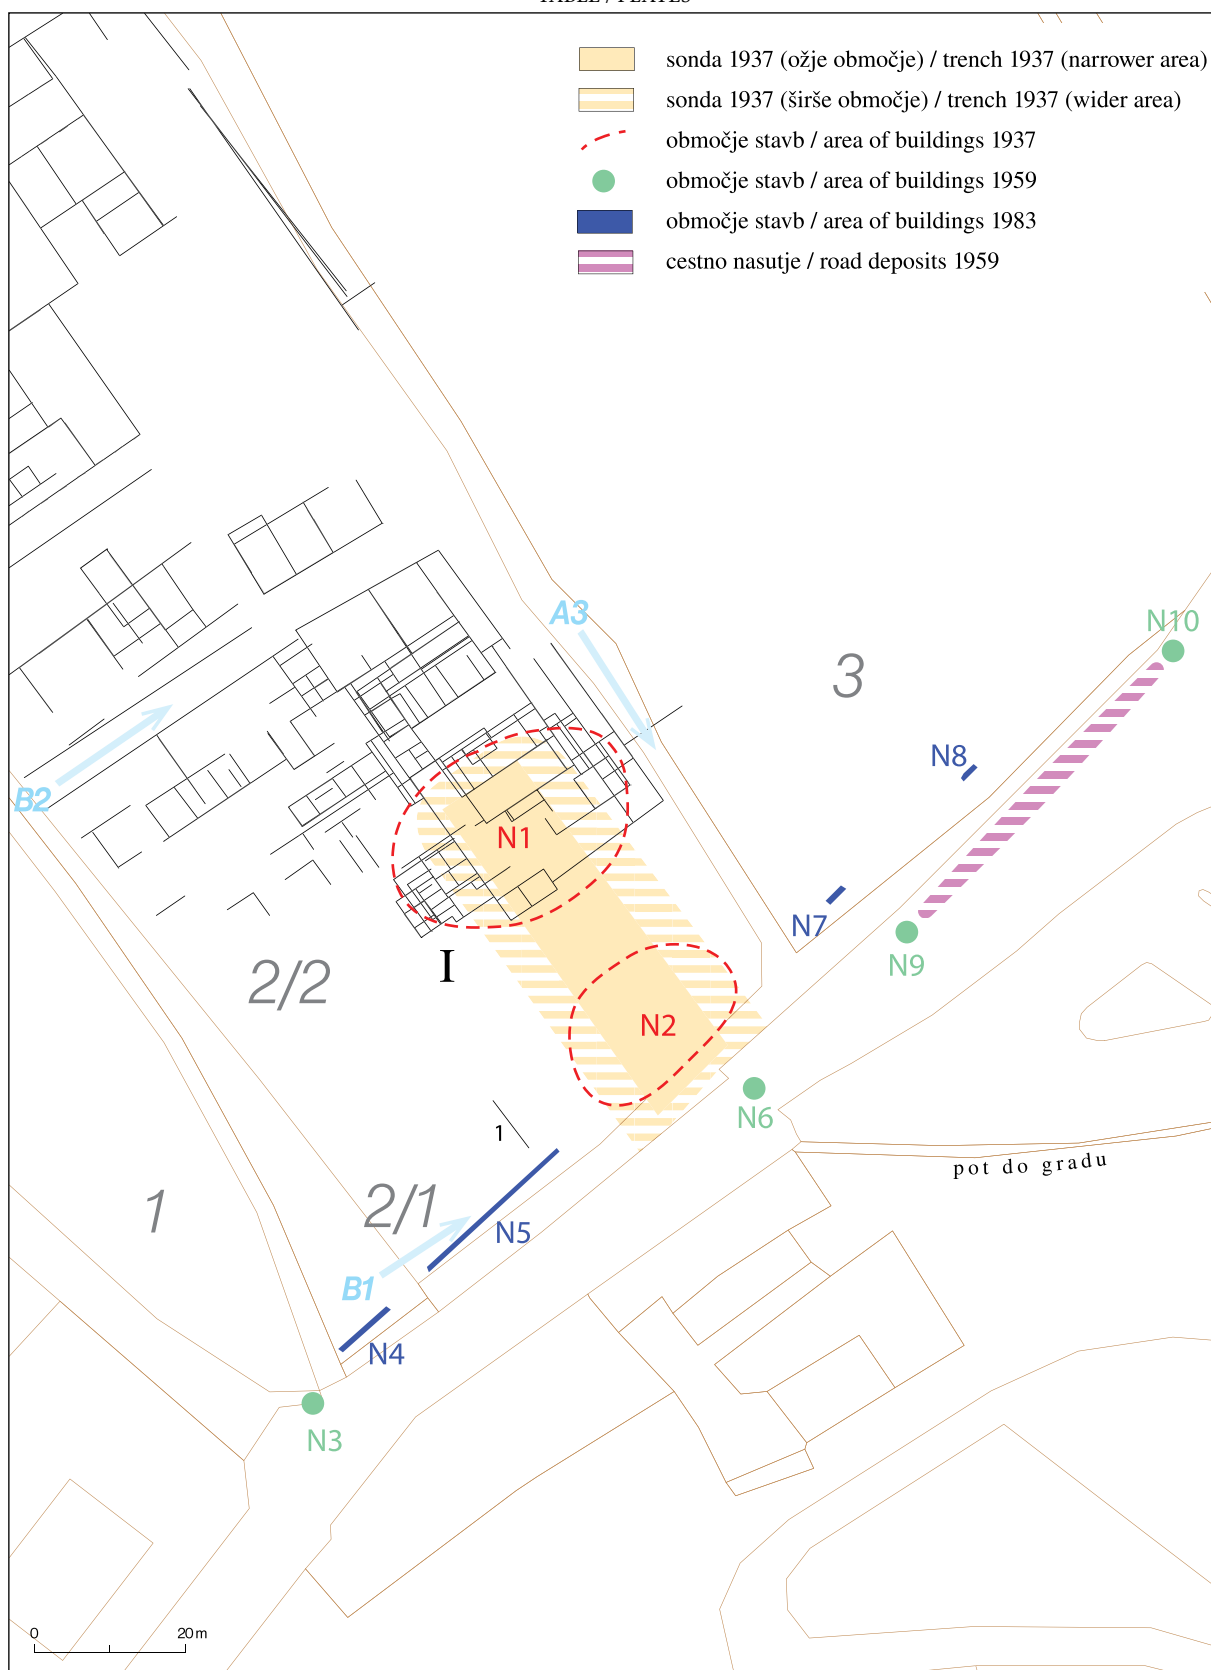 TABLE / PLATES
sonda 1937 (ožje območje) / trench 1937 (narrower area)
sonda 1937 (širše območje) / trench 1937 (wider area)
območje stavb / area of buildings 1937
območje stavb / area of buildings 1959
območje stavb / area of buildings 1983
cestno nasutje / road deposits 1959
A3
N10
3
N8
B2
N1
N7
N9
I
2/2
N2
N6
1
pot do gradu
1
2/1
N5
B1
N4
N3
0 20 m